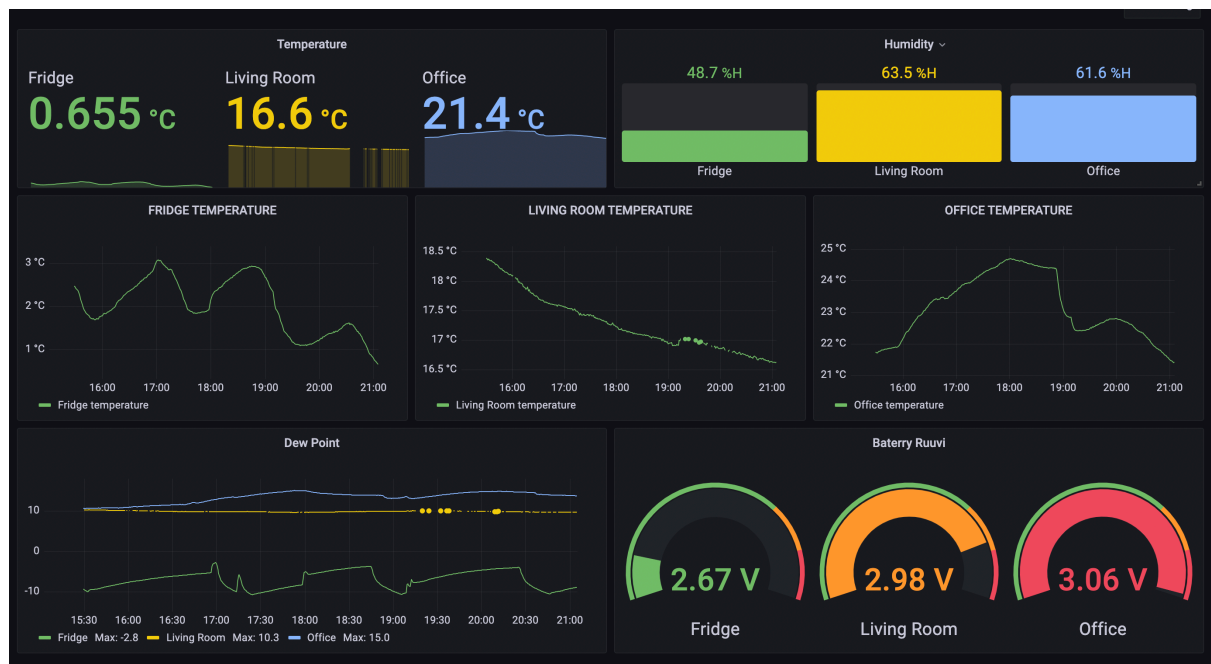 Temperature
Fridge
0.655 °C
Living Room
16.6 °C
Office
21.4 °C
Humidity
48.7 %H
63.5 %H
61.6 %H
Fridge
Living Room
Office
FRIDGE TEMPERATURE
3 °C
2 °C
1 °C
16:00 17:00 18:00 19:00 20:00 21:00
Fridge temperature
LIVING ROOM TEMPERATURE
18.5 °C
18 °C
17.5 °C
17 °C
16.5 °C
16:00 17:00 18:00 19:00 20:00 21:00
Living Room temperature
OFFICE TEMPERATURE
25 °C
24 °C
23 °C
22 °C
21 °C
16:00 17:00 18:00 19:00 20:00 21:00
Office temperature
Dew Point
10
0
-10
15:30 16:00 16:30 17:00 17:30 18:00 18:30 19:00 19:30 20:00 20:30 21:00
Fridge Max: -2.8 Living Room Max: 10.3 Office Max: 15.0
Baterry Ruuvi
2.67 V
2.98 V
3.06 V
Fridge
Living Room
Office